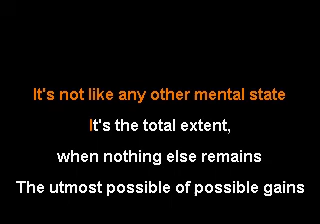 It's not like any other mental state
It's the total extent,
when nothing else remains
The utmost possible of possible gains